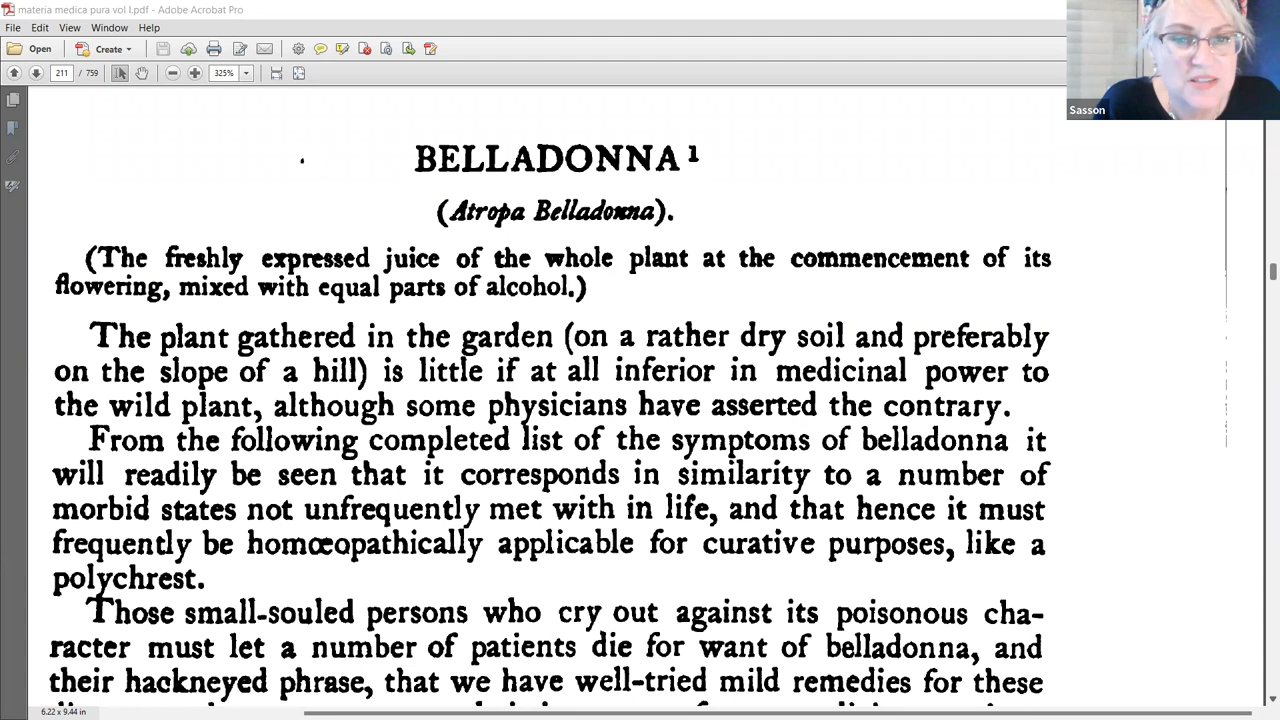 materia medica pura vol I.pdf - Adobe Acrobat Pro
File Edit View Window Help
Open Create
211 / 759 325%
Sasson
BELLADONNA ¹
(Atropa Belladonna).
(The freshly expressed juice of the whole plant at the commencement of its
flowering, mixed with equal parts of alcohol.)
The plant gathered in the garden (on a rather dry soil and preferably
on the slope of a hill) is little if at all inferior in medicinal power to
the wild plant, although some physicians have asserted the contrary.
From the following completed list of the symptoms of belladonna it
will readily be seen that it corresponds in similarity to a number of
morbid states not unfrequently met with in life, and that hence it must
frequently be homœopathically applicable for curative purposes, like a
polychrest.
Those small-souled persons who cry out against its poisonous cha-
racter must let a number of patients die for want of belladonna, and
their hackneyed phrase, that we have well-tried mild remedies for these
6.22 x 9.44 in